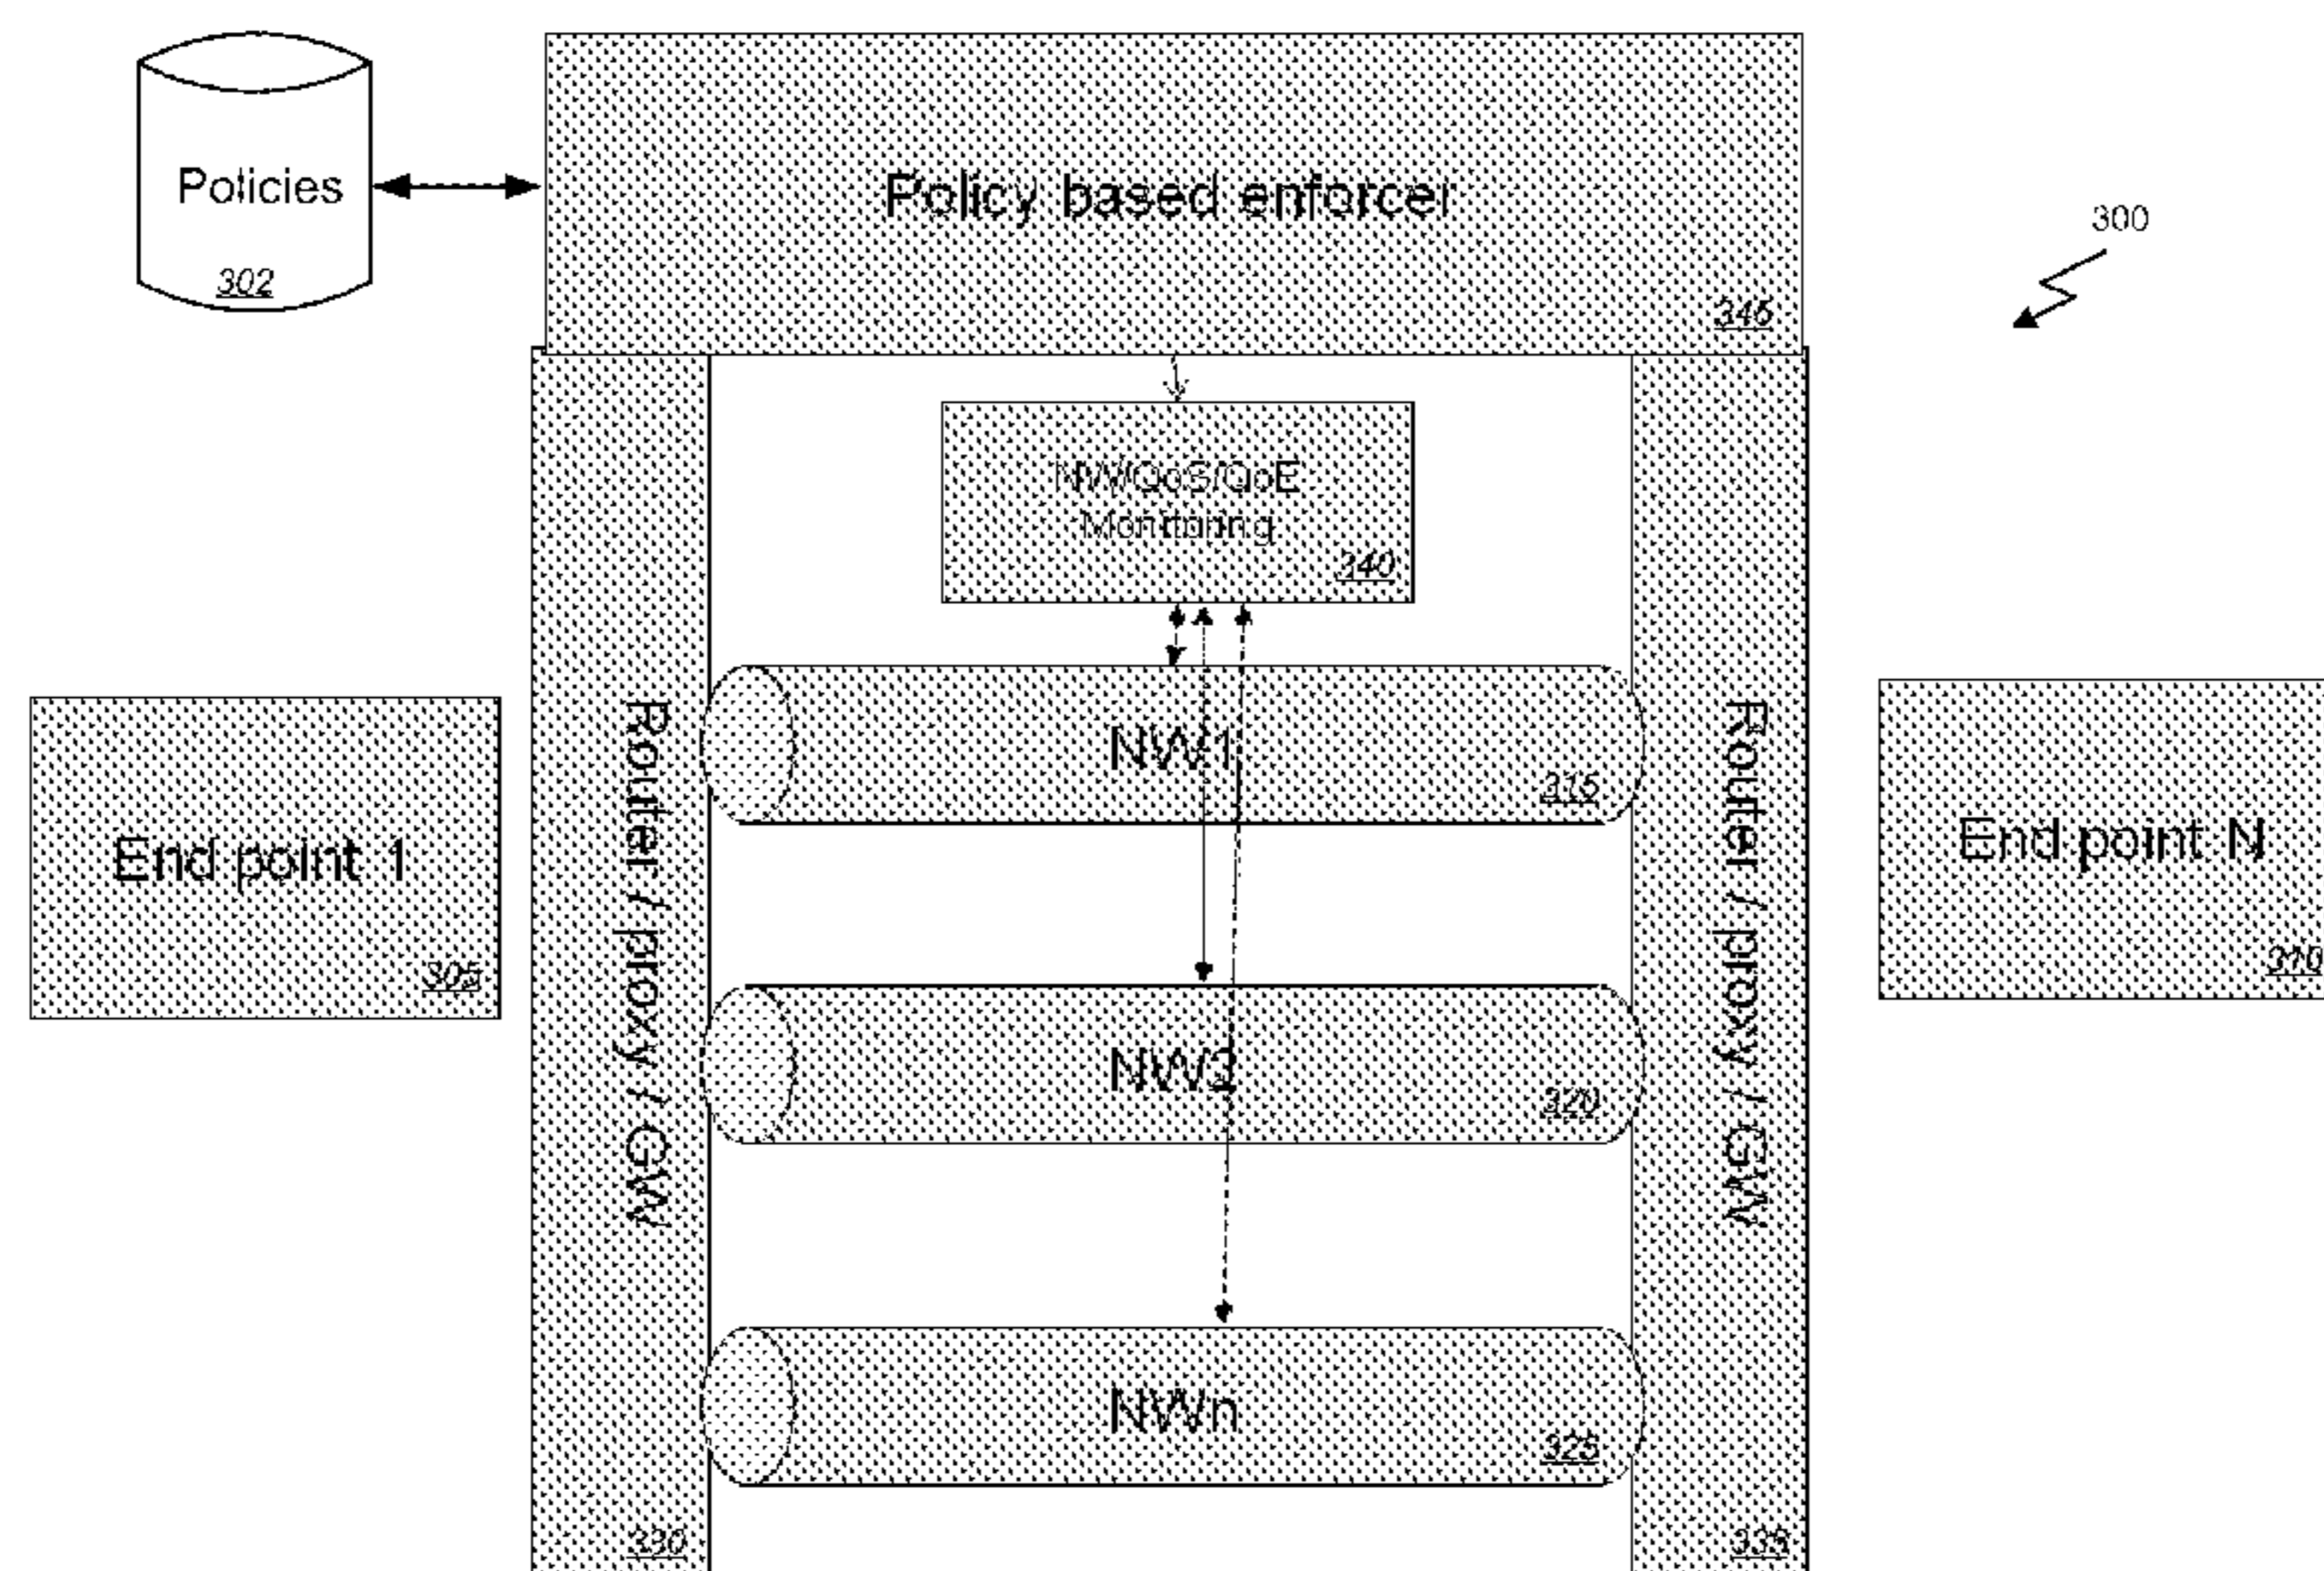 Policies
302
Policy based enforcer
345
300
NW/QoS/QoE
Monitoring
340
NW1
315
End point 1
305
Router / proxy / GW
330
NW2
320
NWn
325
Router / proxy / GW
335
End point N
310